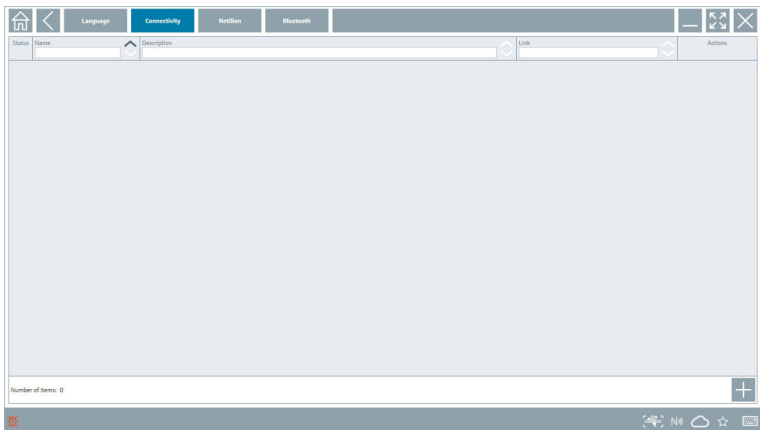 Language Connectivity Netilion Bluetooth
Status Name Description Link Actions
Number of Items: 0